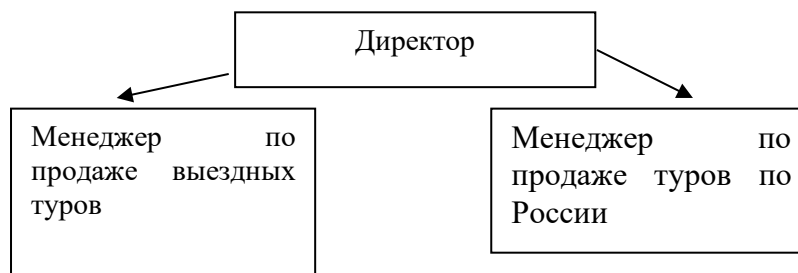 Директор
Менеджер по
продаже выездных
туров
Менеджер по
продаже туров по
России